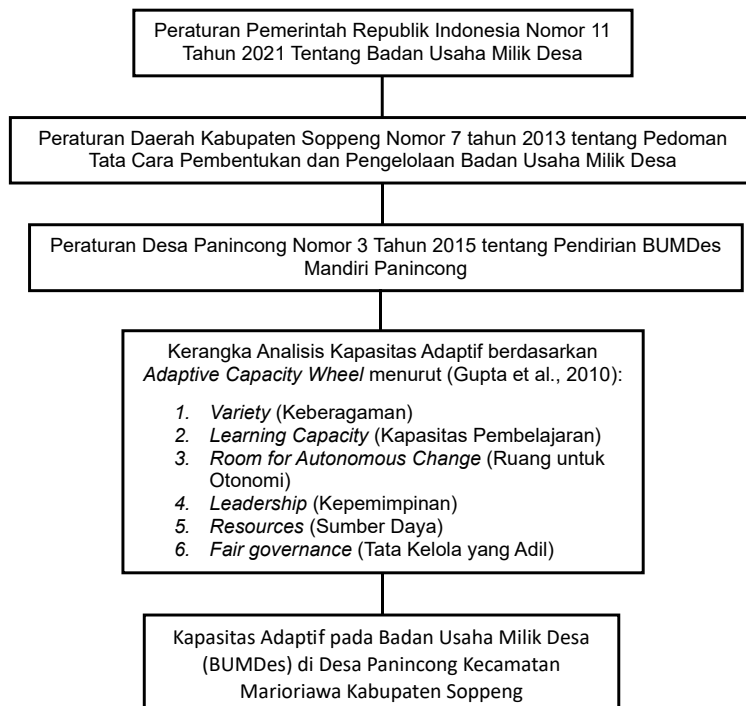 Peraturan Pemerintah Republik Indonesia Nomor 11
Tahun 2021 Tentang Badan Usaha Milik Desa
Peraturan Daerah Kabupaten Soppeng Nomor 7 tahun 2013 tentang Pedoman
Tata Cara Pembentukan dan Pengelolaan Badan Usaha Milik Desa
Peraturan Desa Panincong Nomor 3 Tahun 2015 tentang Pendirian BUMDes
Mandiri Panincong
Kerangka Analisis Kapasitas Adaptif berdasarkan
Adaptive Capacity Wheel menurut (Gupta et al., 2010):
1. Variety (Keberagaman)
2. Learning Capacity (Kapasitas Pembelajaran)
3. Room for Autonomous Change (Ruang untuk
Otonomi)
4. Leadership (Kepemimpinan)
5. Resources (Sumber Daya)
6. Fair governance (Tata Kelola yang Adil)
Kapasitas Adaptif pada Badan Usaha Milik Desa
(BUMDes) di Desa Panincong Kecamatan
Marioriawa Kabupaten Soppeng